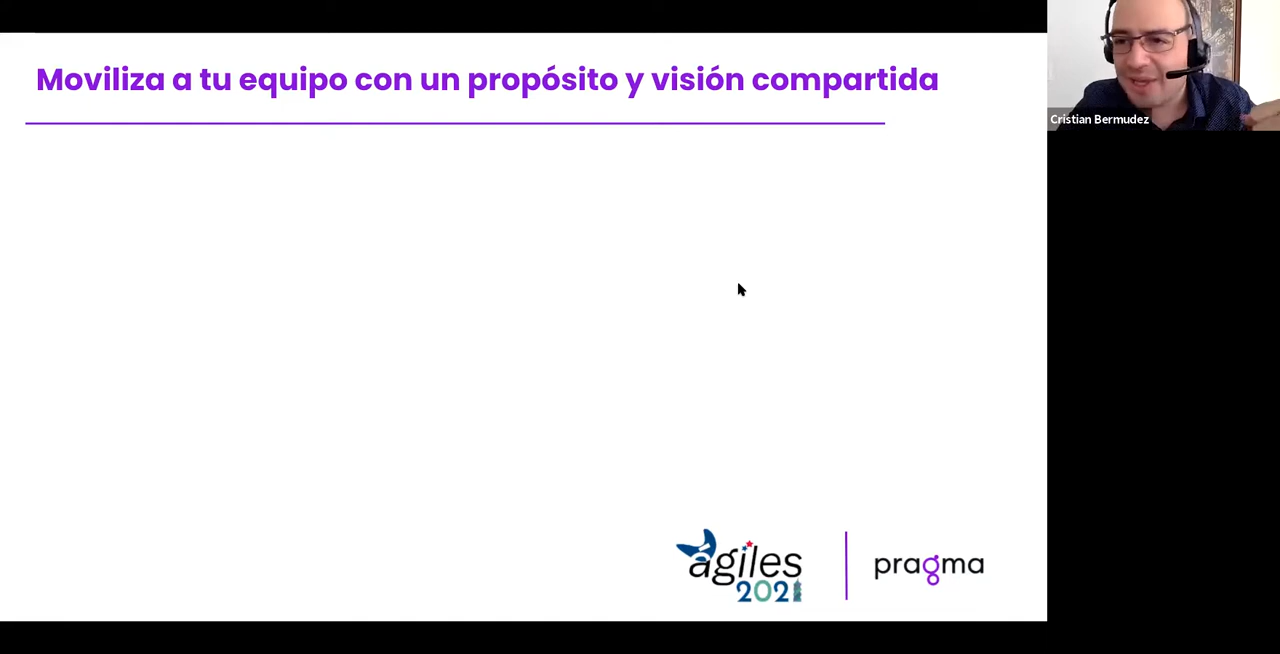 Moviliza a tu equipo con un propósito y visión compartida
Cristian Bermudez
agiles
2021
pragma